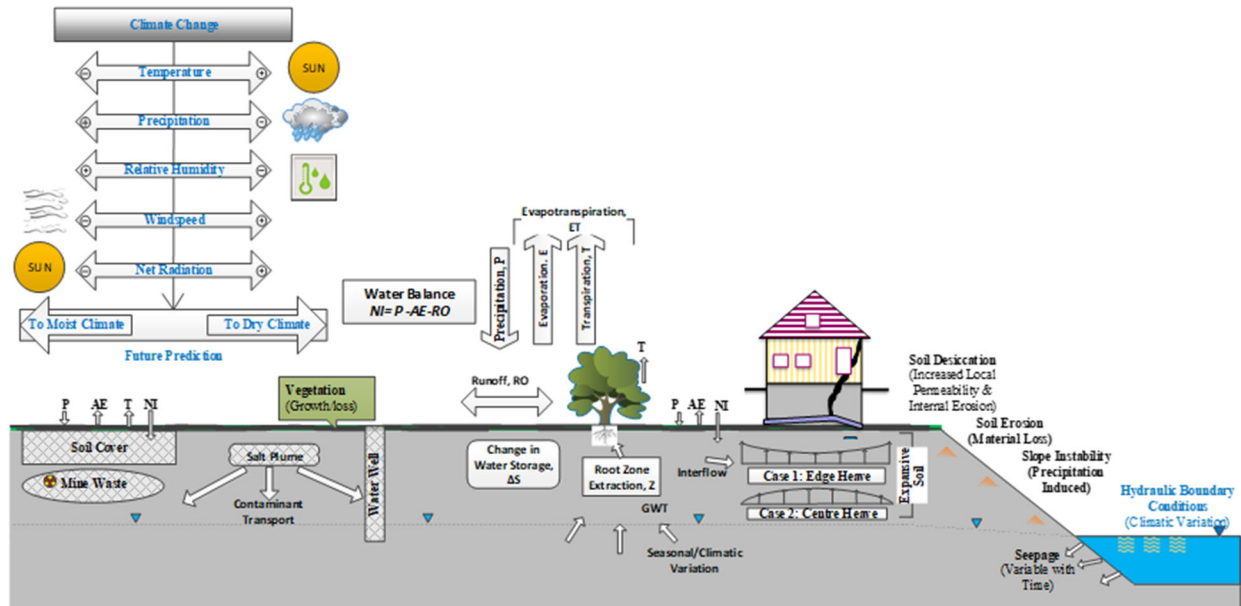 Climate Change
Temperature
SUN
Precipitation
Relative Humidity
Windspeed
SUN
Net Radiation
To Moist Climate
To Dry Climate
Future Prediction
Water Balance
NI= P -AE-RO
Evapotranspiration,
ET
Precipitation, P
Evaporation. E
Transpiration, T
T
Runoff, RO
Vegetation
(Growth/loss)
P
AE
T
NI
P
AE
NI
Soil Cover
Mine Waste
Salt Plume
Contaminant
Transport
Water Well
Change in
Water Storage,
ΔS
Root Zone
Extraction, Z
GWT
Interflow
Seasonal/Climatic
Variation
Case 1: Edge Heave
Case 2: Centre Heave
Expansive
Soil
Soil Desiccation
(Increased Local
Permeability &
Internal Erosion)
Soil Erosion
(Material Loss)
Slope Instability
(Precipitation
Induced)
Hydraulic Boundary
Conditions
(Climatic Variation)
Seepage
(Variable with
Time)